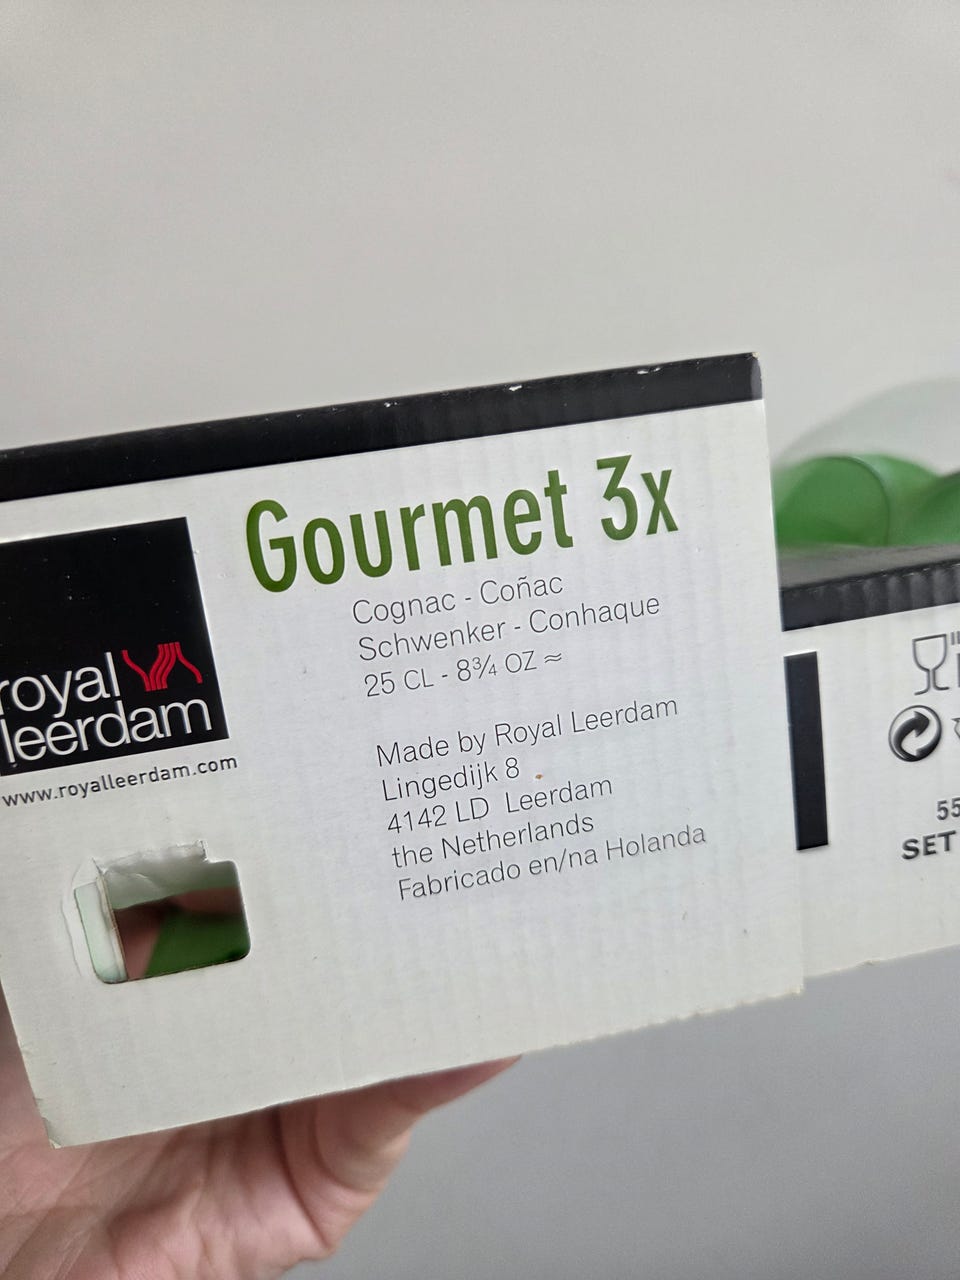 Gourmet 3x
Cognac - Coñac
Schwenker - Conhaque
25 CL - 8¾ OZ ≈
royal
leerdam
www.royalleerdam.com
Made by Royal Leerdam
Lingedijk 8
4142 LD Leerdam
the Netherlands
Fabricado en/na Holanda
55
SET